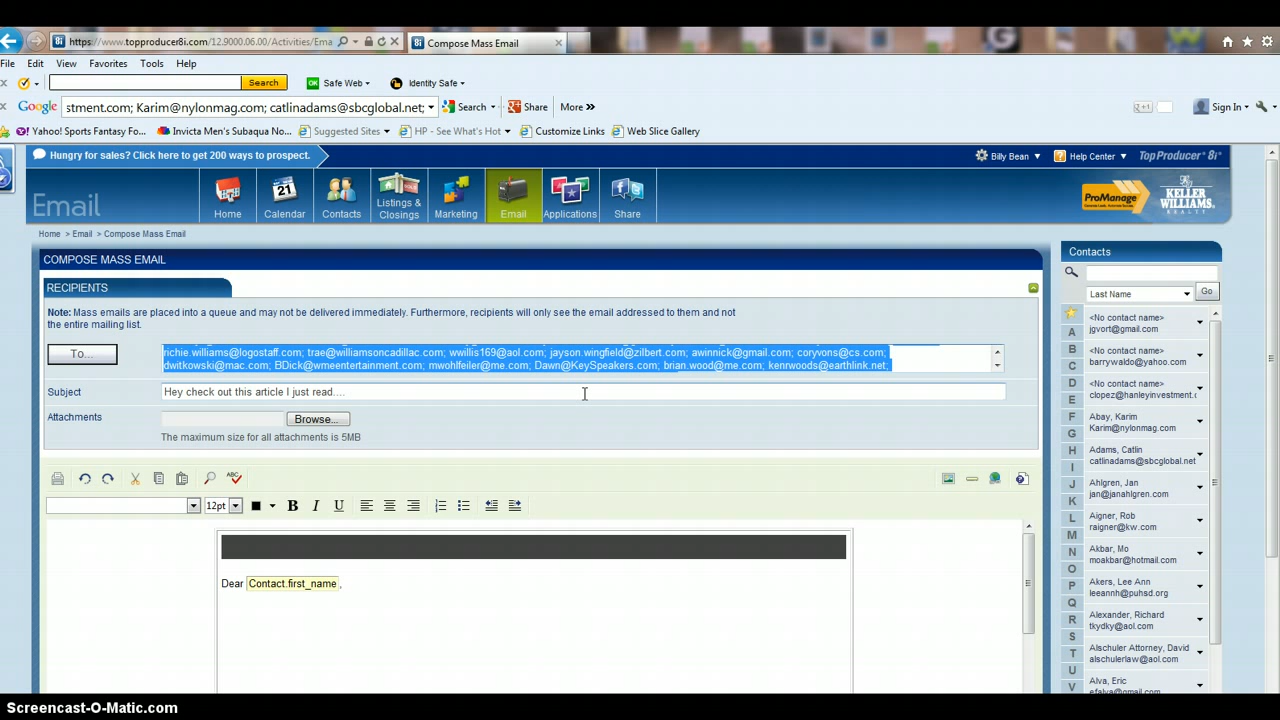 https://www.topproducer8i.com/12.9000.06.00/Activities/Ema
Compose Mass Email
File Edit View Favorites Tools Help
Search
Safe Web
Identity Safe
Google
stment.com; Karim@nylonmag.com; catlinadams@sbcglobal.net;
Search
Share
More »
Sign In
Yahoo! Sports Fantasy Fo...
Invicta Men's Subaqua No...
Suggested Sites
HP - See What's Hot
Customize Links
Web Slice Gallery
Hungry for sales? Click here to get 200 ways to prospect.
Billy Bean
Help Center
TOP PRODUCER 8i
Email
Home
Calendar
Contacts
Listings & Closings
Marketing
Email
Applications
Share
ProManage
KELLER WILLIAMS
REALTY
Home > Email > Compose Mass Email
COMPOSE MASS EMAIL
RECIPIENTS
Note: Mass emails are placed into a queue and may not be delivered immediately. Furthermore, recipients will only see the email addressed to them and not
the entire mailing list.
To...
richie.williams@logostaff.com; trae@williamsoncadillac.com; wwillis169@aol.com; jayson.wingfield@zilbert.com; awinnick@gmail.com; coryvons@cs.com;
dwitkowski@mac.com; BDick@wmeentertainment.com; mwohlfeiler@me.com; Dawn@KeySpeakers.com; brian.wood@me.com; kenrwoods@earthlink.net;
Subject
Hey check out this article I just read....
Attachments
Browse...
The maximum size for all attachments is 5MB
12pt
B I U
Dear Contact.first_name ,
Contacts
Last Name
Go
A
B
C
D
E
F
G
H
I
J
K
L
M
N
O
P
Q
R
S
T
U
V
<No contact name>
jgvort@gmail.com
<No contact name>
barrywaldo@yahoo.com
<No contact name>
clopez@hanleyinvestment.c
Abay, Karim
Karim@nylonmag.com
Adams, Catlin
catlinadams@sbcglobal.net
Ahlgren, Jan
jan@janahlgren.com
Aigner, Rob
raigner@kw.com
Akbar, Mo
moakbar@hotmail.com
Akers, Lee Ann
leeannh@puhsd.org
Alexander, Richard
tkydky@aol.com
Alschuler Attorney, David
alschulerlaw@aol.com
Alva, Eric
efalva@gmail.com
Screencast-O-Matic.com